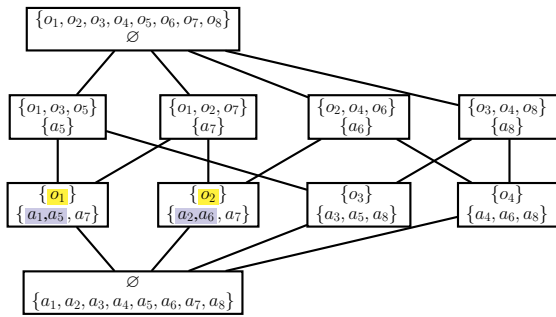 {o₁, o₂, o₃, o₄, o₅, o₆, o₇, o₈}
∅
{o₁, o₃, o₅}
{a₅}
{o₁, o₂, o₇}
{a₇}
{o₂, o₄, o₆}
{a₆}
{o₃, o₄, o₈}
{a₈}
{o₁}
{a₁,a₅, a₇}
{o₂}
{a₂,a₆, a₇}
{o₃}
{a₃, a₅, a₈}
{o₄}
{a₄, a₆, a₈}
∅
{a₁, a₂, a₃, a₄, a₅, a₆, a₇, a₈}